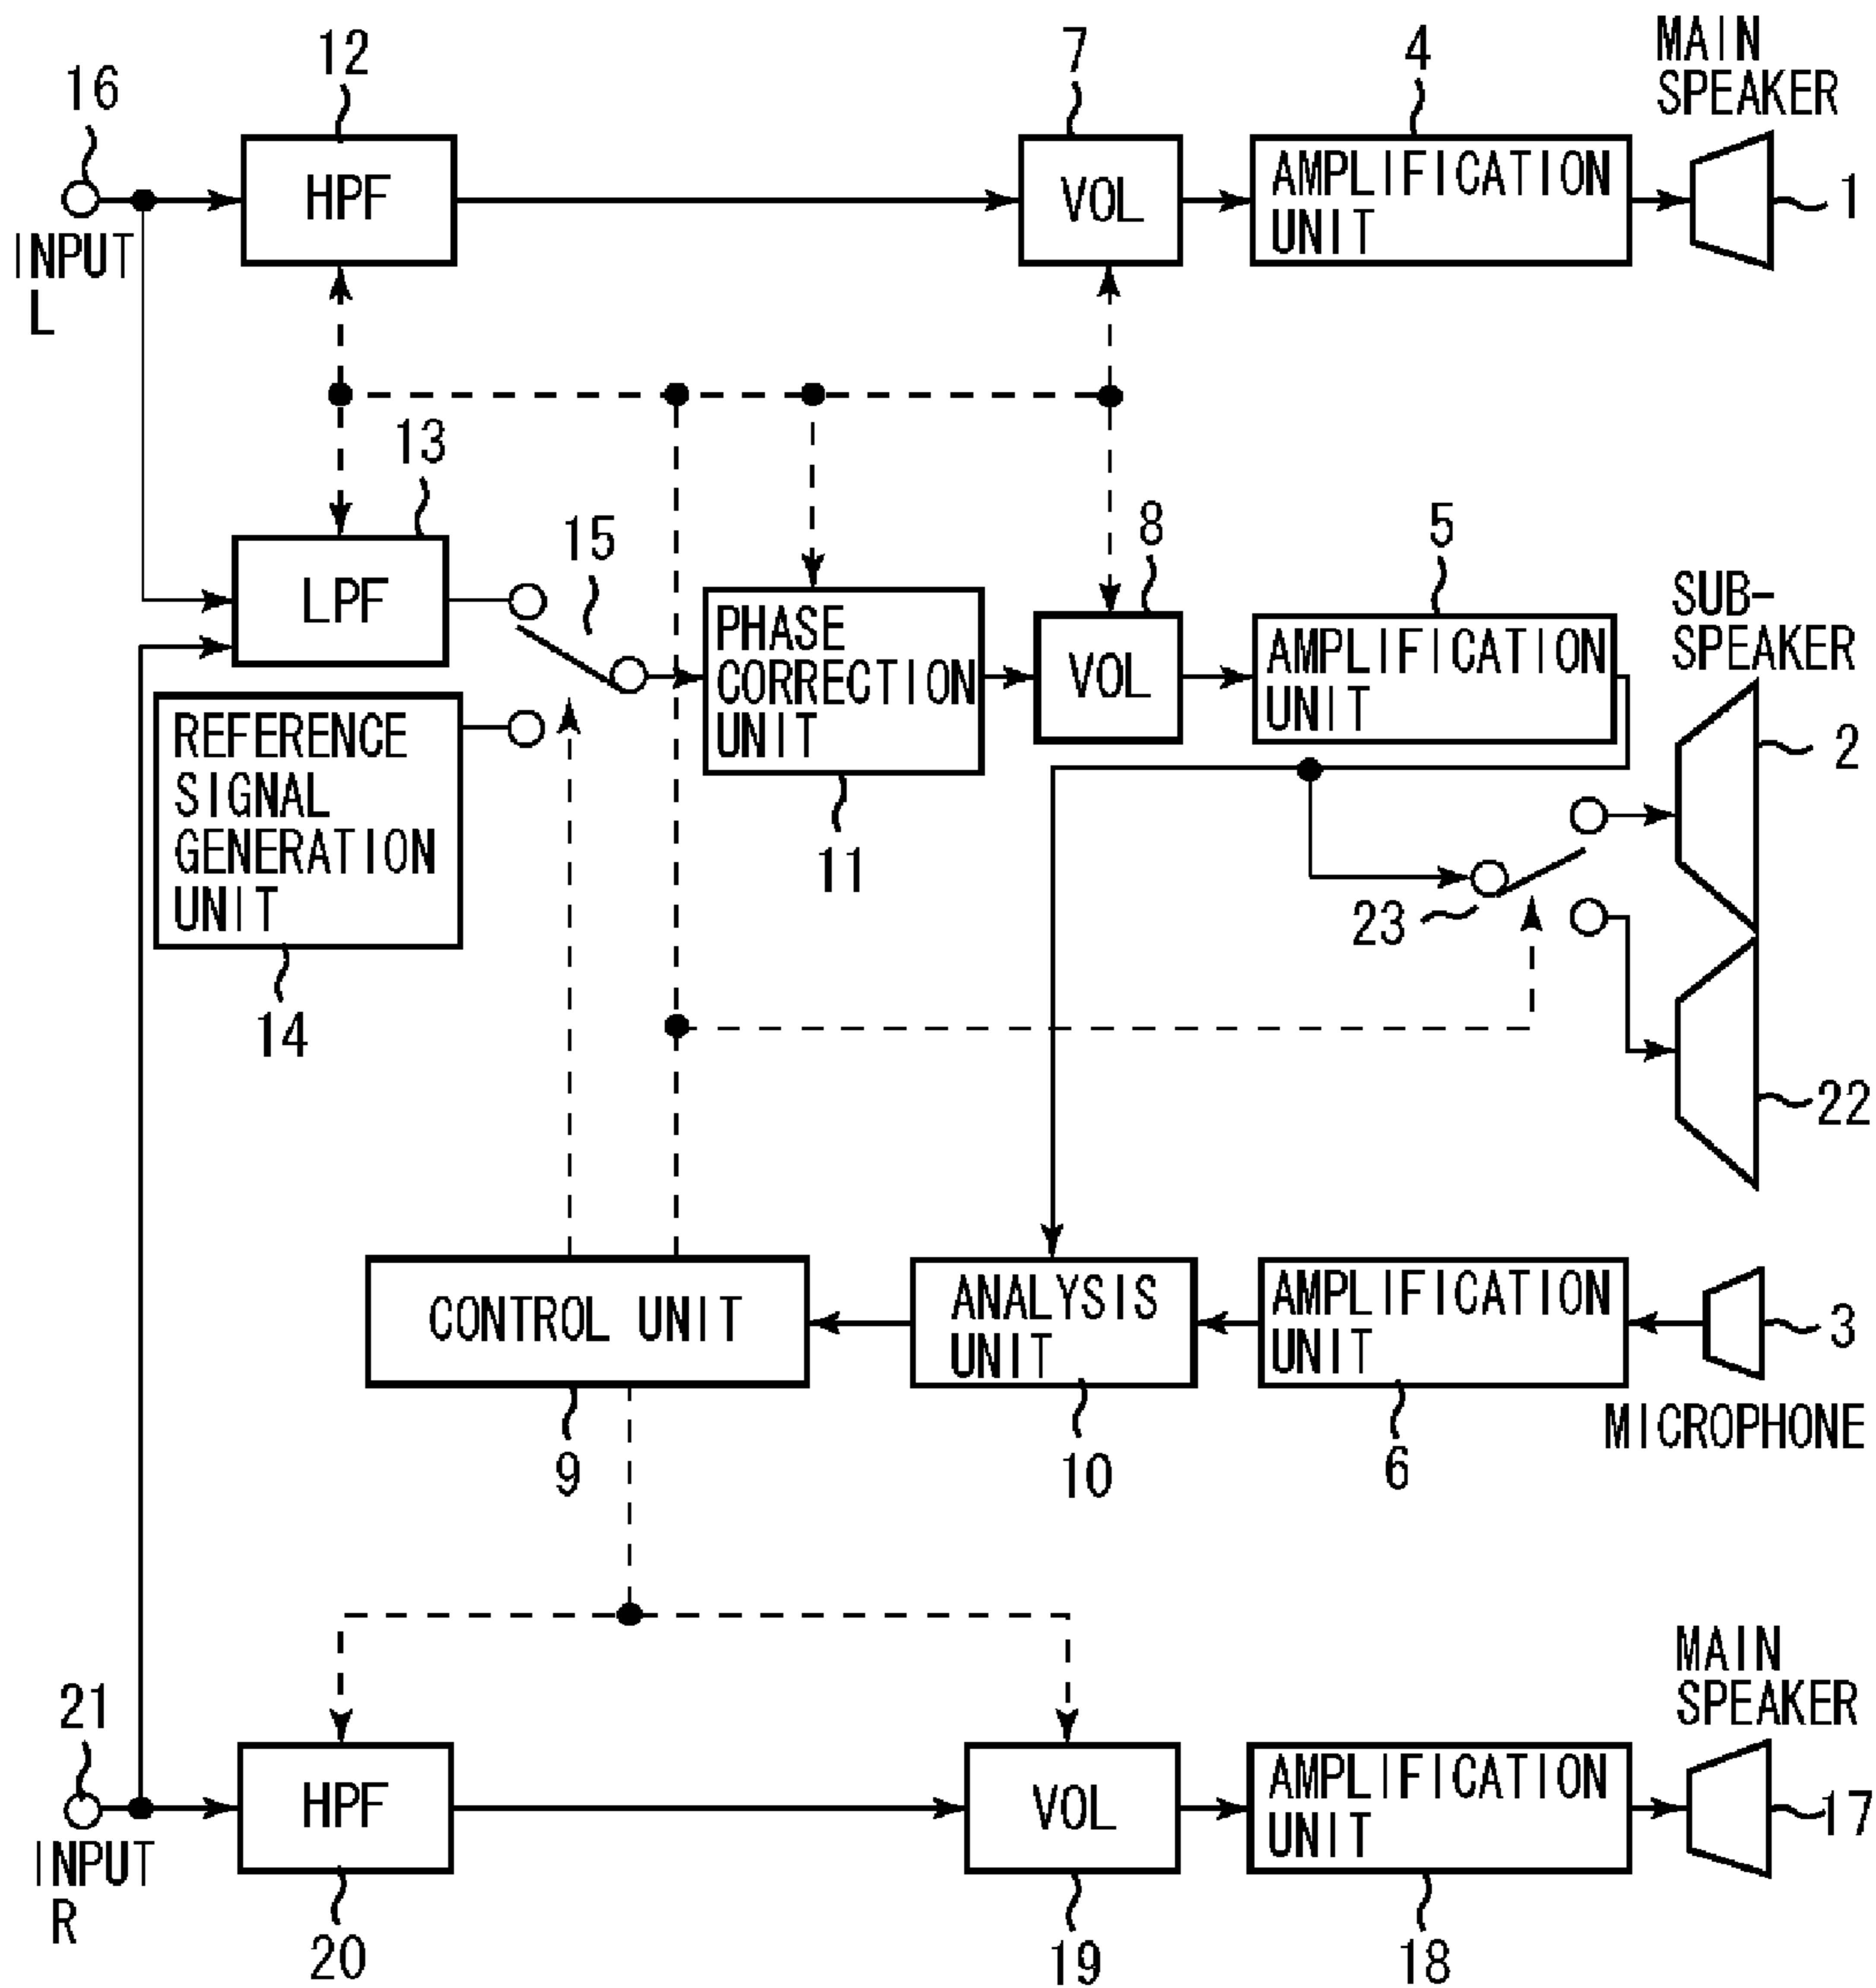 12
7
4
MAIN
SPEAKER
16
HPF
VOL
AMPLIFICATION
UNIT
1
INPUT
L
13
15
8
5
SUB-
SPEAKER
LPF
PHASE
CORRECTION
UNIT
VOL
AMPLIFICATION
UNIT
2
REFERENCE
SIGNAL
GENERATION
UNIT
11
23
14
22
CONTROL UNIT
ANALYSIS
UNIT
AMPLIFICATION
UNIT
3
MICROPHONE
9
10
6
MAIN
SPEAKER
21
HPF
VOL
AMPLIFICATION
UNIT
17
INPUT
R
20
19
18